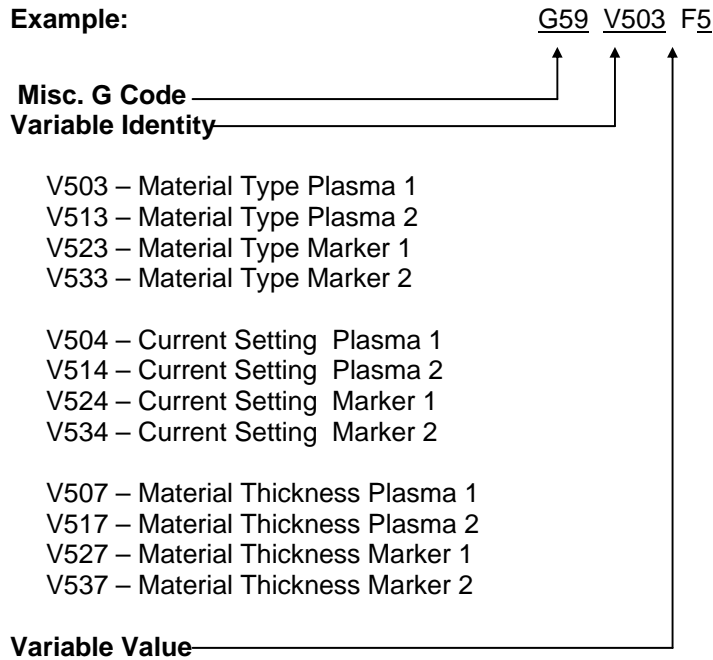 Example: G59 V503 F5
Misc. G Code
Variable Identity
V503 – Material Type Plasma 1
V513 – Material Type Plasma 2
V523 – Material Type Marker 1
V533 – Material Type Marker 2
V504 – Current Setting Plasma 1
V514 – Current Setting Plasma 2
V524 – Current Setting Marker 1
V534 – Current Setting Marker 2
V507 – Material Thickness Plasma 1
V517 – Material Thickness Plasma 2
V527 – Material Thickness Marker 1
V537 – Material Thickness Marker 2
Variable Value